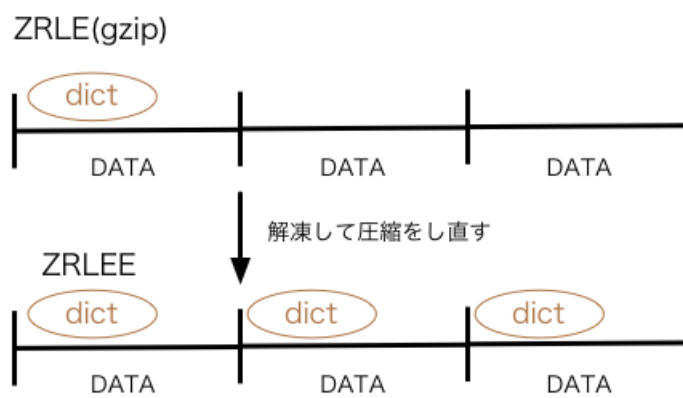 ZRLE(gzip)
dict
DATA DATA DATA
解凍して圧縮をし直す
ZRLEE
dict dict dict
DATA DATA DATA